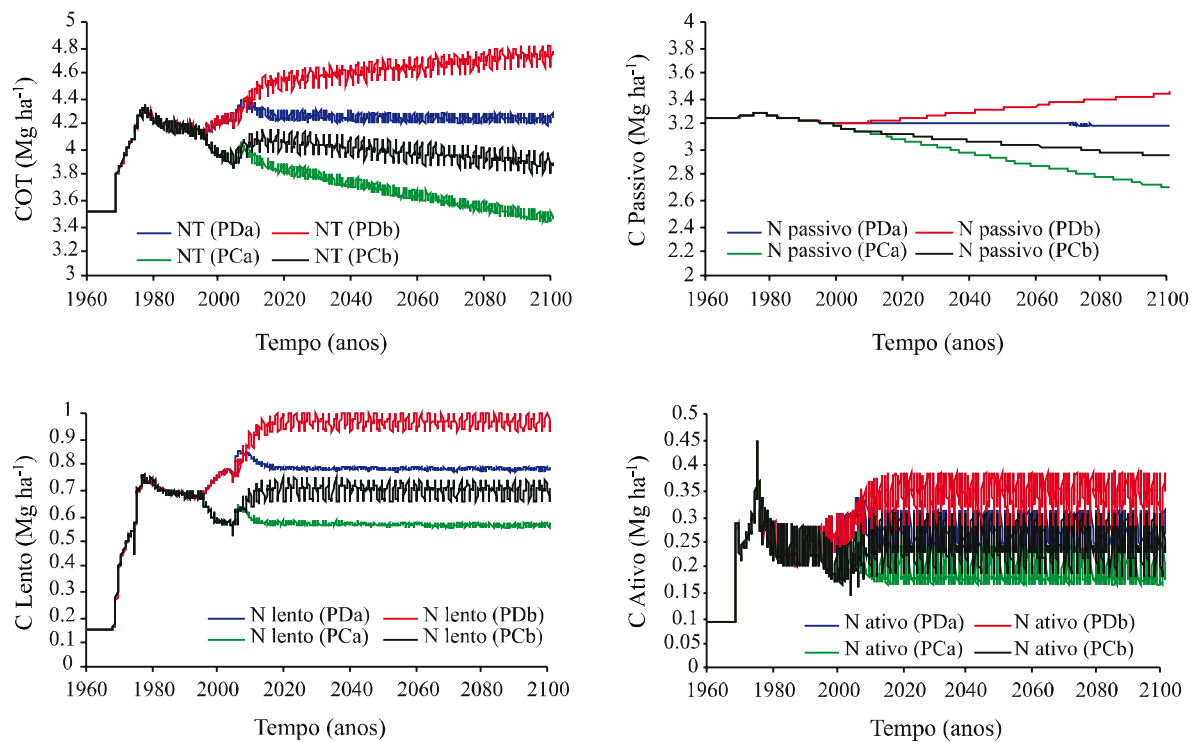 COT (Mg ha-1)
5
4.8
4.6
4.4
4.2
4
3.8
3.6
3.4
3.2
3
NT (PDa) NT (PDb)
NT (PCa) NT (PCb)
1960 1980 2000 2020 2040 2060 2080 2100
Tempo (anos)
C Passivo (Mg ha-1)
4
3.8
3.6
3.4
3.2
3
2.8
2.6
2.4
2.2
2
N passivo (PDa) N passivo (PDb)
N passivo (PCa) N passivo (PCb)
1960 1980 2000 2020 2040 2060 2080 2100
Tempo (anos)
C Lento (Mg ha-1)
1
0.9
0.8
0.7
0.6
0.5
0.4
0.3
0.2
0.1
0
N lento (PDa) N lento (PDb)
N lento (PCa) N lento (PCb)
1960 1980 2000 2020 2040 2060 2080 2100
Tempo (anos)
C Ativo (Mg ha-1)
0.5
0.45
0.4
0.35
0.3
0.25
0.2
0.15
0.1
0.05
0
N ativo (PDa) N ativo (PDb)
N ativo (PCa) N ativo (PCb)
1960 1980 2000 2020 2040 2060 2080 2100
Tempo (anos)